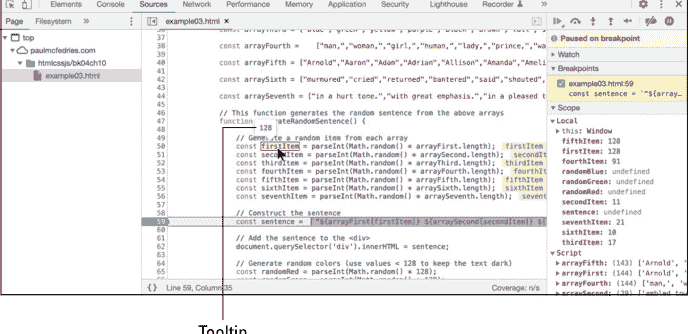 Elements Console Sources Network Performance Memory Application Security Lighthouse Recorder
Page Filesystem
example03.html ×
top
paulmcfedries.com
htmlcssjs/bk04ch10
example03.html
37
38 const arrayFourth = ["man,","woman,","girl,","human,","lady,","prince,","wa
39
40 const arrayFifth = ["Arnold","Aaron","Adam","Adrian","Allison","Amanda","Ameli
41
42 const arraySixth = ["murmured","cried","returned","bantered","said","shouted",
43
44 const arraySeventh = ["in a hurt tone.","with great emphasis.","in a pleased t
45
46 // This function generates the random sentence from the above arrays
47 function
ateRandomSentence() {
128
48
49 a random item from each array
50 const firstItem = parseInt(Math.random() * arrayFirst.length); firstItem
51 const
= parseInt(Math.random() * arraySecond.length);
52 const thirdItem = parseInt(Math.random() * arrayThird.length); thirdItem
53 const fourthItem = parseInt(Math.random() * arrayFourth.length);
54 const fifthItem = parseInt(Math.random() * arrayFifth.length); fifthItem
55 const sixthItem = parseInt(Math.random() * arraySixth.length); sixthItem
56 const seventhItem = parseInt(Math.random() * arraySeventh.length);
57
58 // Construct the sentence
59 const sentence = `"${arrayFirst[firstItem]} ${arraySecond[secondItem]}
60
61 // Add the sentence to the <div>
62 document.querySelector('div').innerHTML = sentence;
63
64 // Generate random colors (use values < 128 to keep the text dark)
65 const randomRed = parseInt(Math.random() * 128);
{} Line 59, Column 35 Coverage: n/a
Paused on breakpoint
Watch
Breakpoints
example03.html:59
const sentence = `"${array…
Scope
Local
this: Window
fifthItem: 128
firstItem: 128
fourthItem: 91
randomBlue: undefined
randomGreen: undefined
randomRed: undefined
secondItem: 11
sentence: undefined
seventhItem: 21
sixthItem: 10
thirdItem: 17
Script
arrayFifth: (143) ['Arnold',
arrayFirst: (144)
arrayFourth: (144) ['man,', 'w
Tooltip